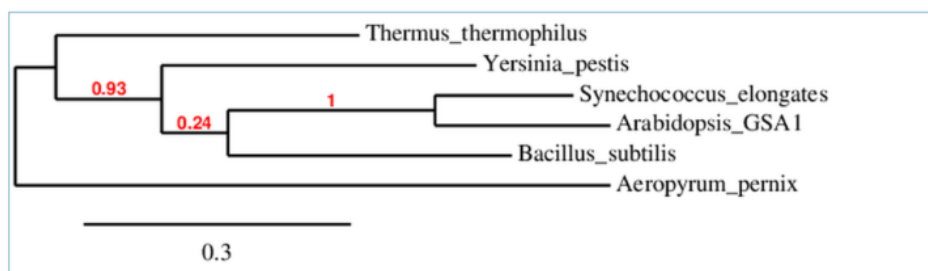 Thermus_thermophilus
Yersinia_pestis
0.93
Synechococcus_elongates
1
Arabidopsis_GSA1
0.24
Bacillus_subtilis
Aeropyrum_pernix
0.3